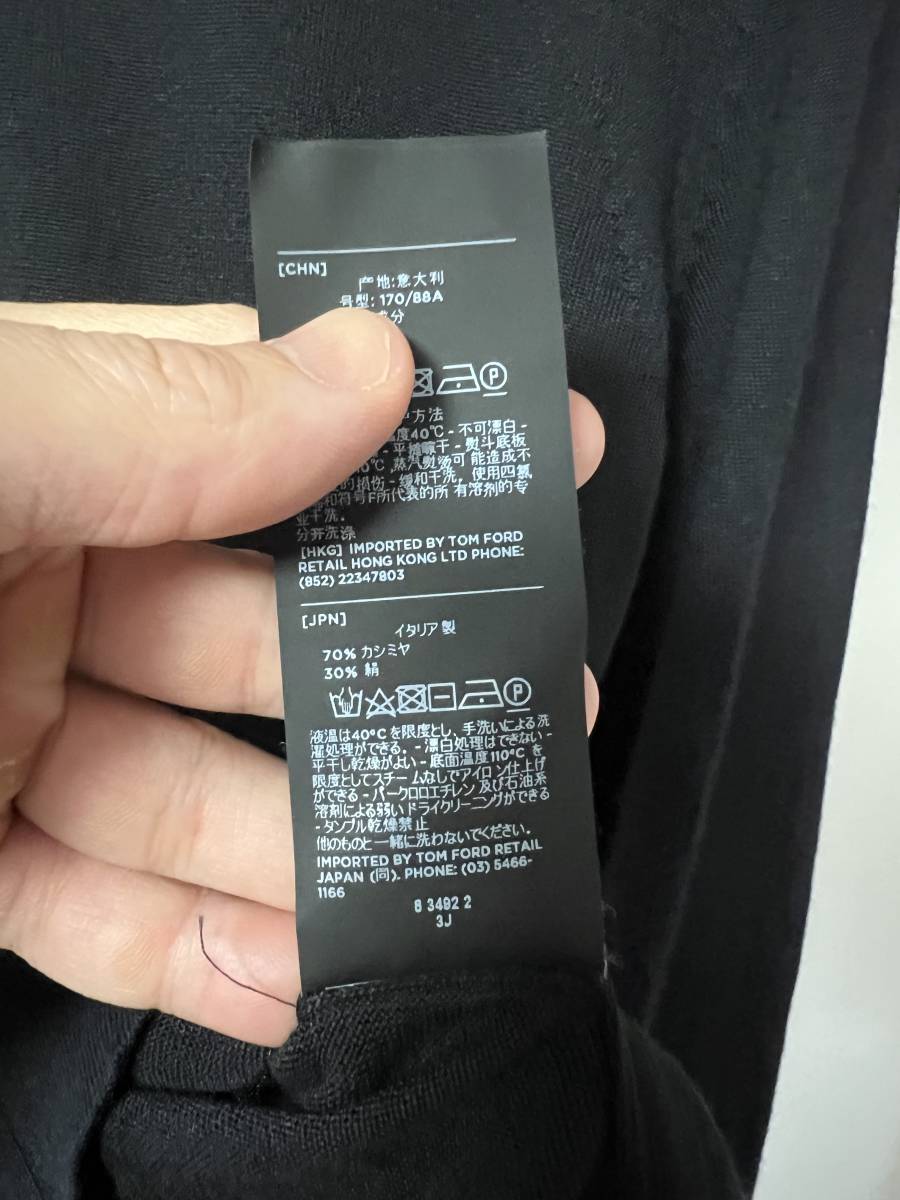 [CHN]
产地:意大利
号型: 170/88A
成分
方法
温度40℃ - 不可漂白 -
- 平摊晾干 - 熨斗底板
0℃ ,蒸汽熨烫可 能造成不
的损伤 - 缓和干洗, 使用四氯
和符号F所代表的所 有溶剂的专
业干洗.
分开洗涤
[HKG] IMPORTED BY TOM FORD
RETAIL HONG KONG LTD PHONE:
(852) 22347803
[JPN]
イタリア製
70% カシミヤ
30% 絹
P
液温は40°C を限度とし、手洗いによる洗
濯処理ができる. - 漂白処理はできない -
平干し乾燥がよい - 底面温度110℃ を
限度としてスチームなしでアイロン仕上げ
ができる - パークロロエチレン 及び石油系
溶剤による弱い ドライクリーニングができる
- タンブル乾燥禁止
他のものと一緒に洗わないでください.
IMPORTED BY TOM FORD RETAIL
JAPAN (同). PHONE: (03) 5466-
1166
8 3492 2
3J